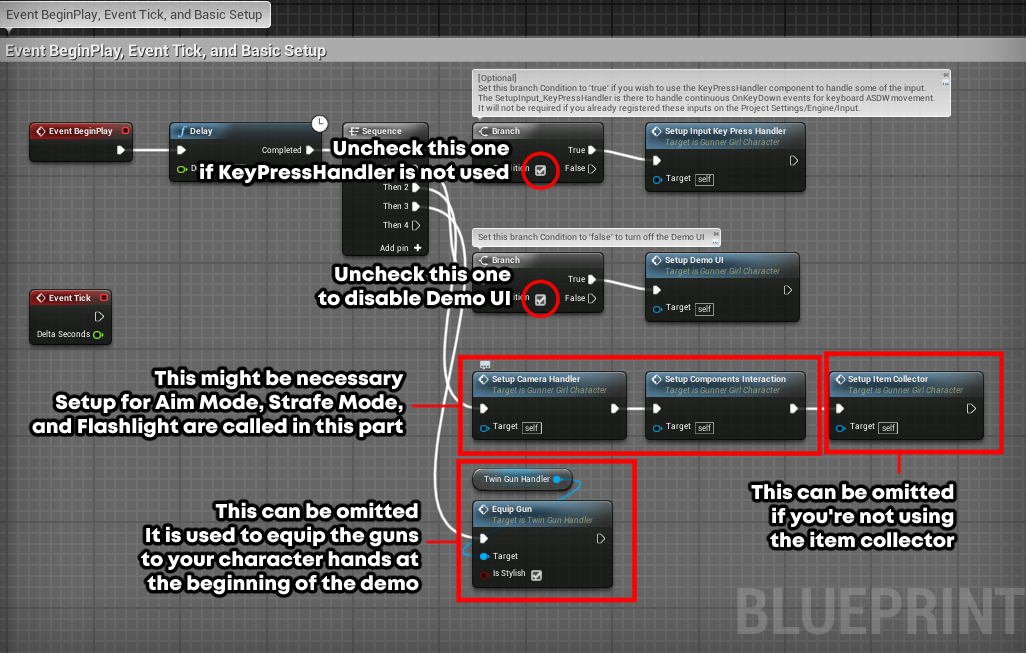 Event BeginPlay, Event Tick, and Basic Setup
Event BeginPlay, Event Tick, and Basic Setup
[Optional]
Set this branch Condition to 'true' if you wish to use the KeyPressHandler component to handle some of the input.
The SetupInput_KeyPressHandler is there to handle continuous OnKeyDown events for keyboard ASDW movement.
It will not be required if you already registered these inputs on the Project Settings/Engine/Input.
Event BeginPlay
Delay
Completed
Sequence
Branch
True
False
Setup Input Key Press Handler
Target is Gunner Girl Character
Target self
Uncheck this one
if KeyPressHandler is not used
Then 2
Then 3
Then 4
Add pin
Set this branch Condition to 'false' to turn off the Demo UI
Branch
True
False
Setup Demo UI
Target is Gunner Girl Character
Target self
Uncheck this one
to disable Demo UI
Event Tick
Delta Seconds
This might be necessary
Setup for Aim Mode, Strafe Mode,
and Flashlight are called in this part
Setup Camera Handler
Target is Gunner Girl Character
Target self
Setup Components Interaction
Target is Gunner Girl Character
Target self
Setup Item Collector
Target is Gunner Girl Character
Target self
Twin Gun Handler
Equip Gun
Target is Twin Gun Handler
Target
Is Stylish
This can be omitted
It is used to equip the guns
to your character hands at
the beginning of the demo
This can be omitted
if you're not using
the item collector
BLUEPRINT